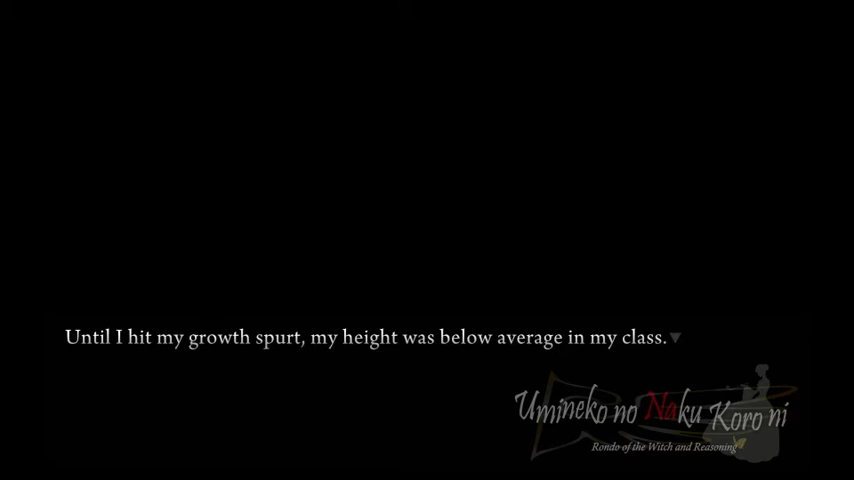 Until I hit my growth spurt, my height was below average in my class.
Umineko no Naku Koro ni
Rondo of the Witch and Reasoning